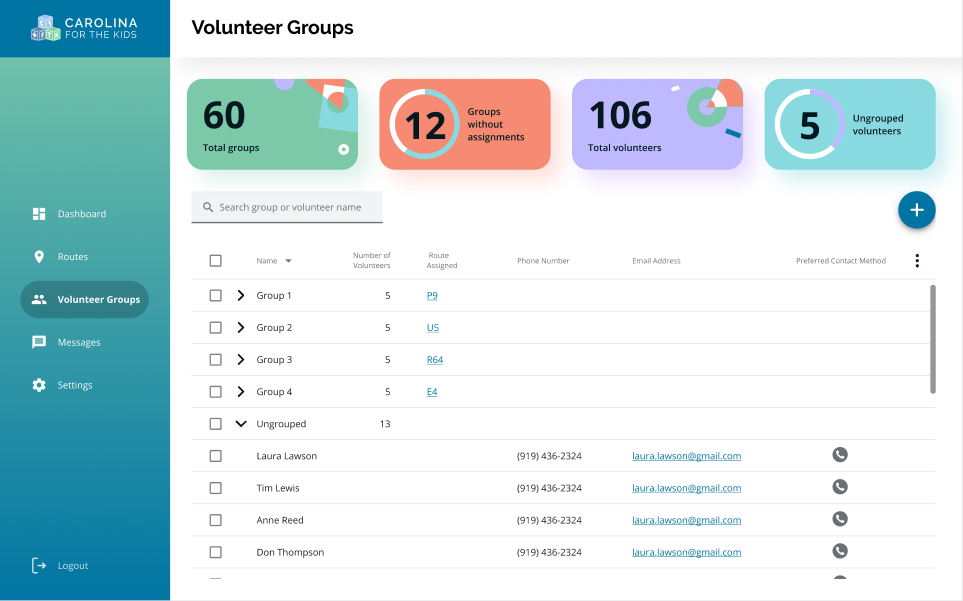 CAROLINA
FOR THE KIDS
Volunteer Groups
60
Total groups
12
Groups
without
assignments
106
Total volunteers
5
Ungrouped
volunteers
Search group or volunteer name
+
Dashboard
Routes
Volunteer Groups
Messages
Settings
Logout
Name Number of Volunteers Route Assigned Phone Number Email Address Preferred Contact Method
Group 1 5 P9
Group 2 5 U5
Group 3 5 R64
Group 4 5 E4
Ungrouped 13
Laura Lawson (919) 436-2324 laura.lawson@gmail.com
Tim Lewis (919) 436-2324 laura.lawson@gmail.com
Anne Reed (919) 436-2324 laura.lawson@gmail.com
Don Thompson (919) 436-2324 laura.lawson@gmail.com